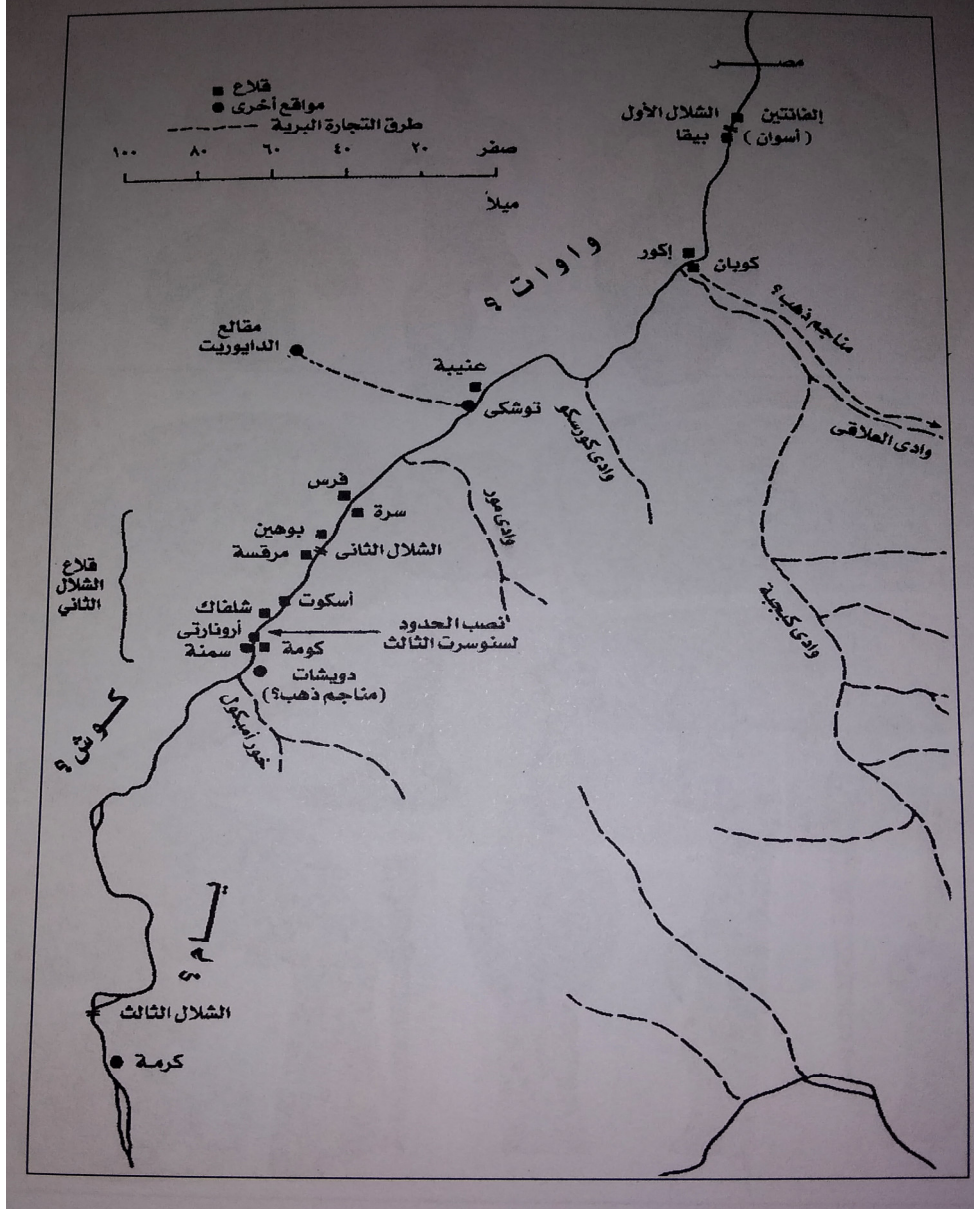 مصر
قلاع
مواقع أخرى
طرق التجارة البرية
صفر ٢٠ ٤٠ ٦٠ ٨٠ ١٠٠
ميلاً
إلفانتين
(أسوان)
الشلال الأول
بيقا
إكور
كوبان
واوات؟
مناجم ذهب؟
وادى العلاقى
مقالع
الدايوريت
عنيبة
توشكى
وادى كورسكو
فرس
سرة
وادى مور
بوهين
الشلال الثانى
مرقسة
قلاع
الشلال
الثاني
أسكوت
شلفاك
نصب الحدود
لسنوسرت الثالث
أرونارتى
سمنة
كومة
دويشات
(مناجم ذهب؟)
وادى كبجبة
كوش؟
خور أمبكول
يام؟
الشلال الثالث
كرمة